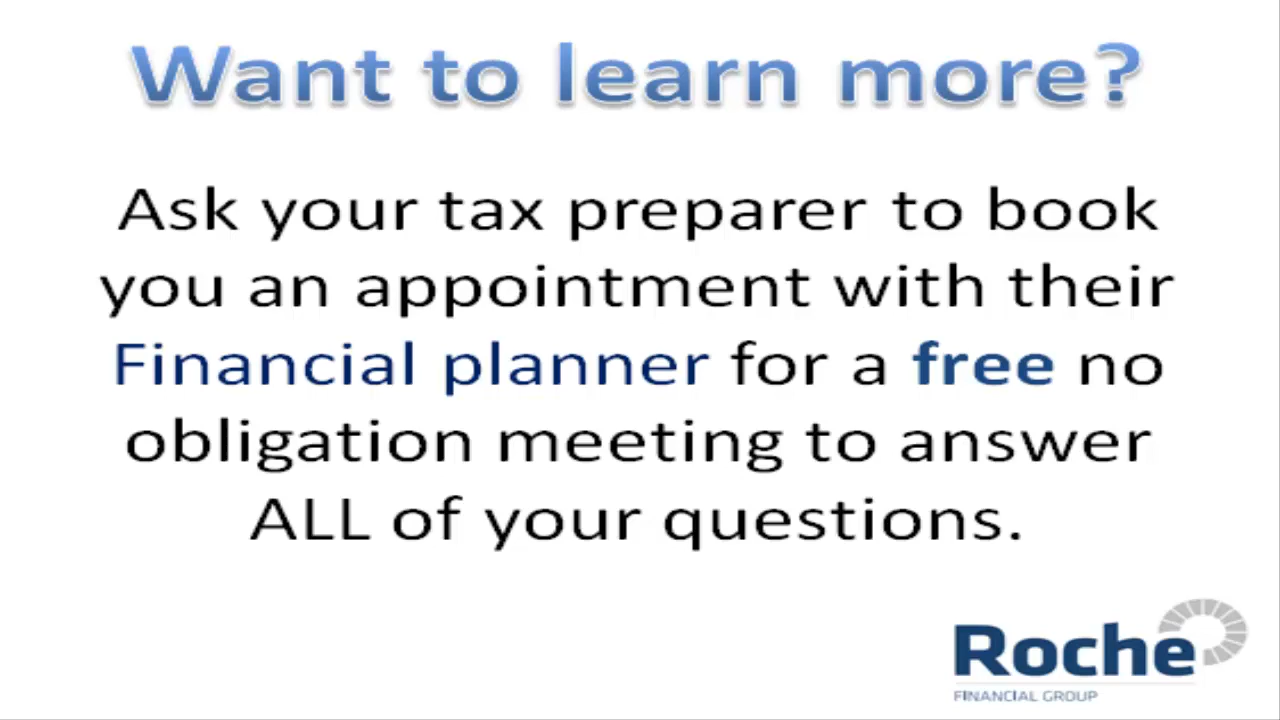 Want to learn more?
Ask your tax preparer to book
you an appointment with their
Financial planner for a free no
obligation meeting to answer
ALL of your questions.
Roche
FINANCIAL GROUP